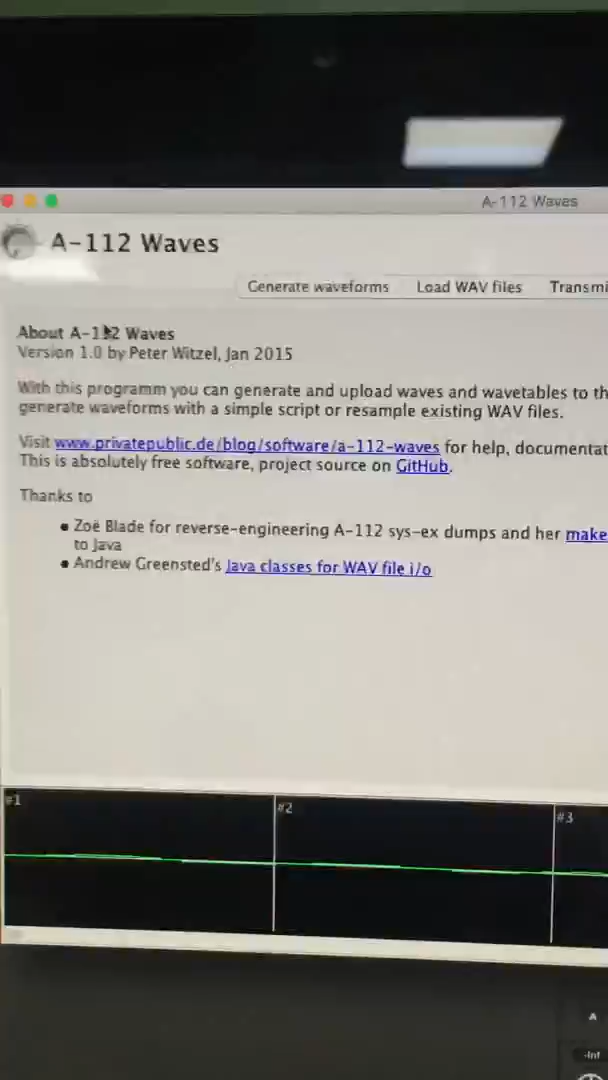 A-112 Waves
A-112 Waves
Generate waveforms Load WAV files Transmi
About A-112 Waves
Version 1.0 by Peter Witzel, Jan 2015
With this programm you can generate and upload waves and wavetables to th
generate waveforms with a simple script or resample existing WAV files.
Visit www.privatepublic.de/blog/software/a-112-waves for help, documentat
This is absolutely free software, project source on GitHub.
Thanks to
Zoë Blade for reverse-engineering A-112 sys-ex dumps and her make
to Java
Andrew Greensted's Java classes for WAV file i/o
#1
#2
#3
A
-Inf